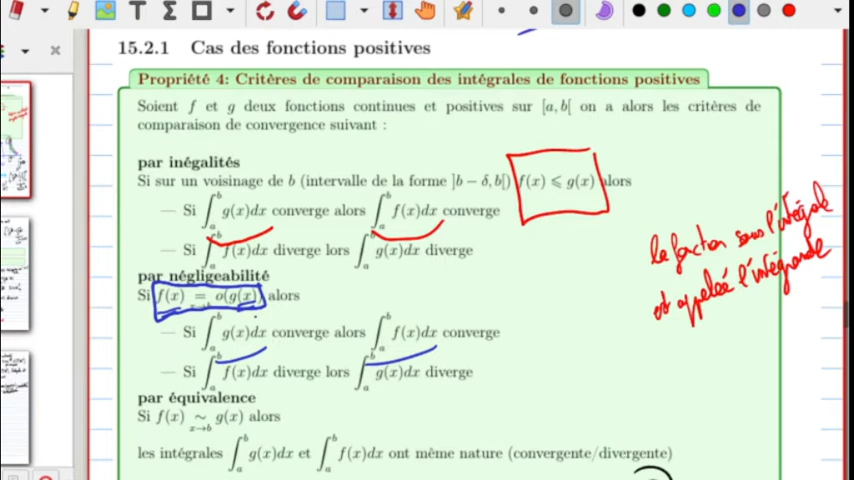 15.2.1 Cas des fonctions positives
Propriété 4: Critères de comparaison des intégrales de fonctions positives
Soient f et g deux fonctions continues et positives sur [a, b[ on a alors les critères de
comparaison de convergence suivant :
par inégalités
Si sur un voisinage de b (intervalle de la forme ]b − δ, b[) f(x) ⩽ g(x) alors
— Si ∫_a^b g(x)dx converge alors ∫_a^b f(x)dx converge
— Si ∫_a^b f(x)dx diverge lors ∫_a^b g(x)dx diverge
par négligeabilité
Si f(x) = o(g(x)) alors
— Si ∫_a^b g(x)dx converge alors ∫_a^b f(x)dx converge
— Si ∫_a^b f(x)dx diverge lors ∫_a^b g(x)dx diverge
par équivalence
Si f(x) ∼_{x→b} g(x) alors
les intégrales ∫_a^b g(x)dx et ∫_a^b f(x)dx ont même nature (convergente/divergente)
la fonction sous l'intégrale
est appelée l'intégrande